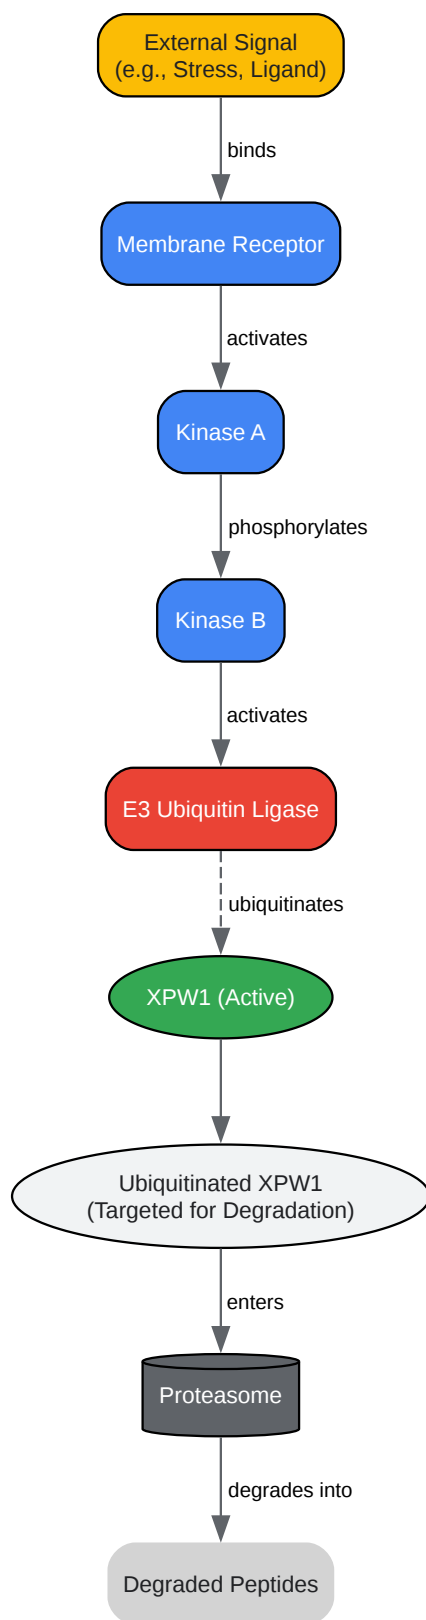 External Signal
(e.g., Stress, Ligand)
binds
Membrane Receptor
activates
Kinase A
phosphorylates
Kinase B
activates
E3 Ubiquitin Ligase
ubiquitinates
XPW1 (Active)
Ubiquitinated XPW1
(Targeted for Degradation)
enters
Proteasome
degrades into
Degraded Peptides